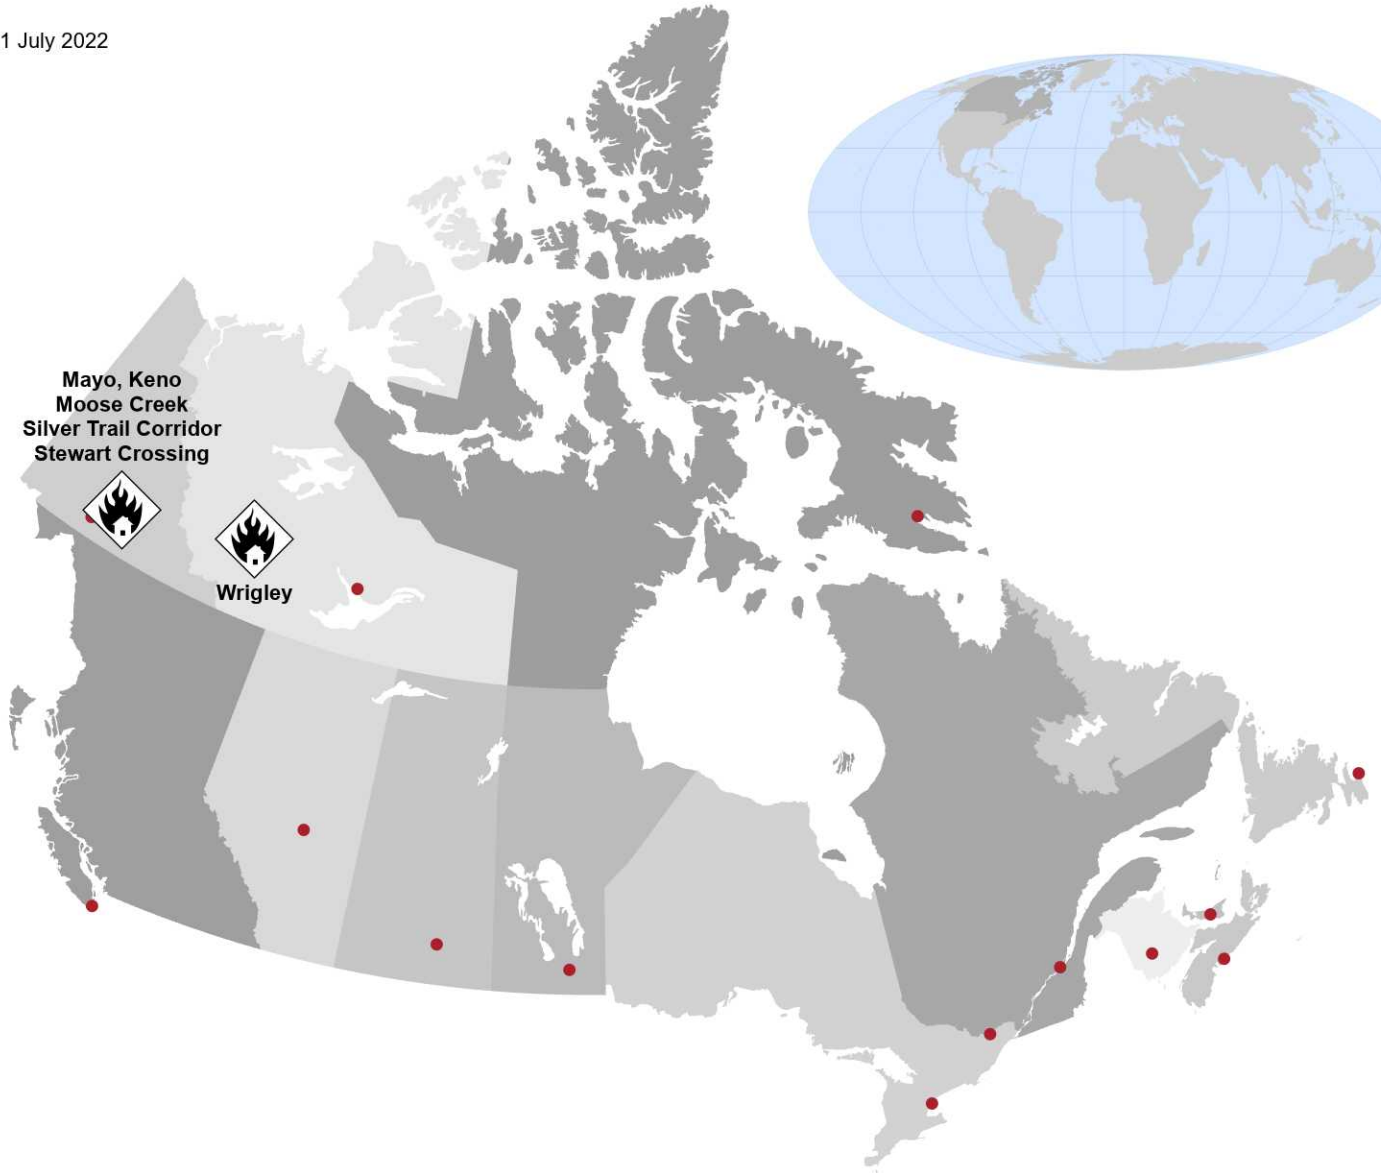 1 July 2022
Mayo, Keno
Moose Creek
Silver Trail Corridor
Stewart Crossing
Wrigley